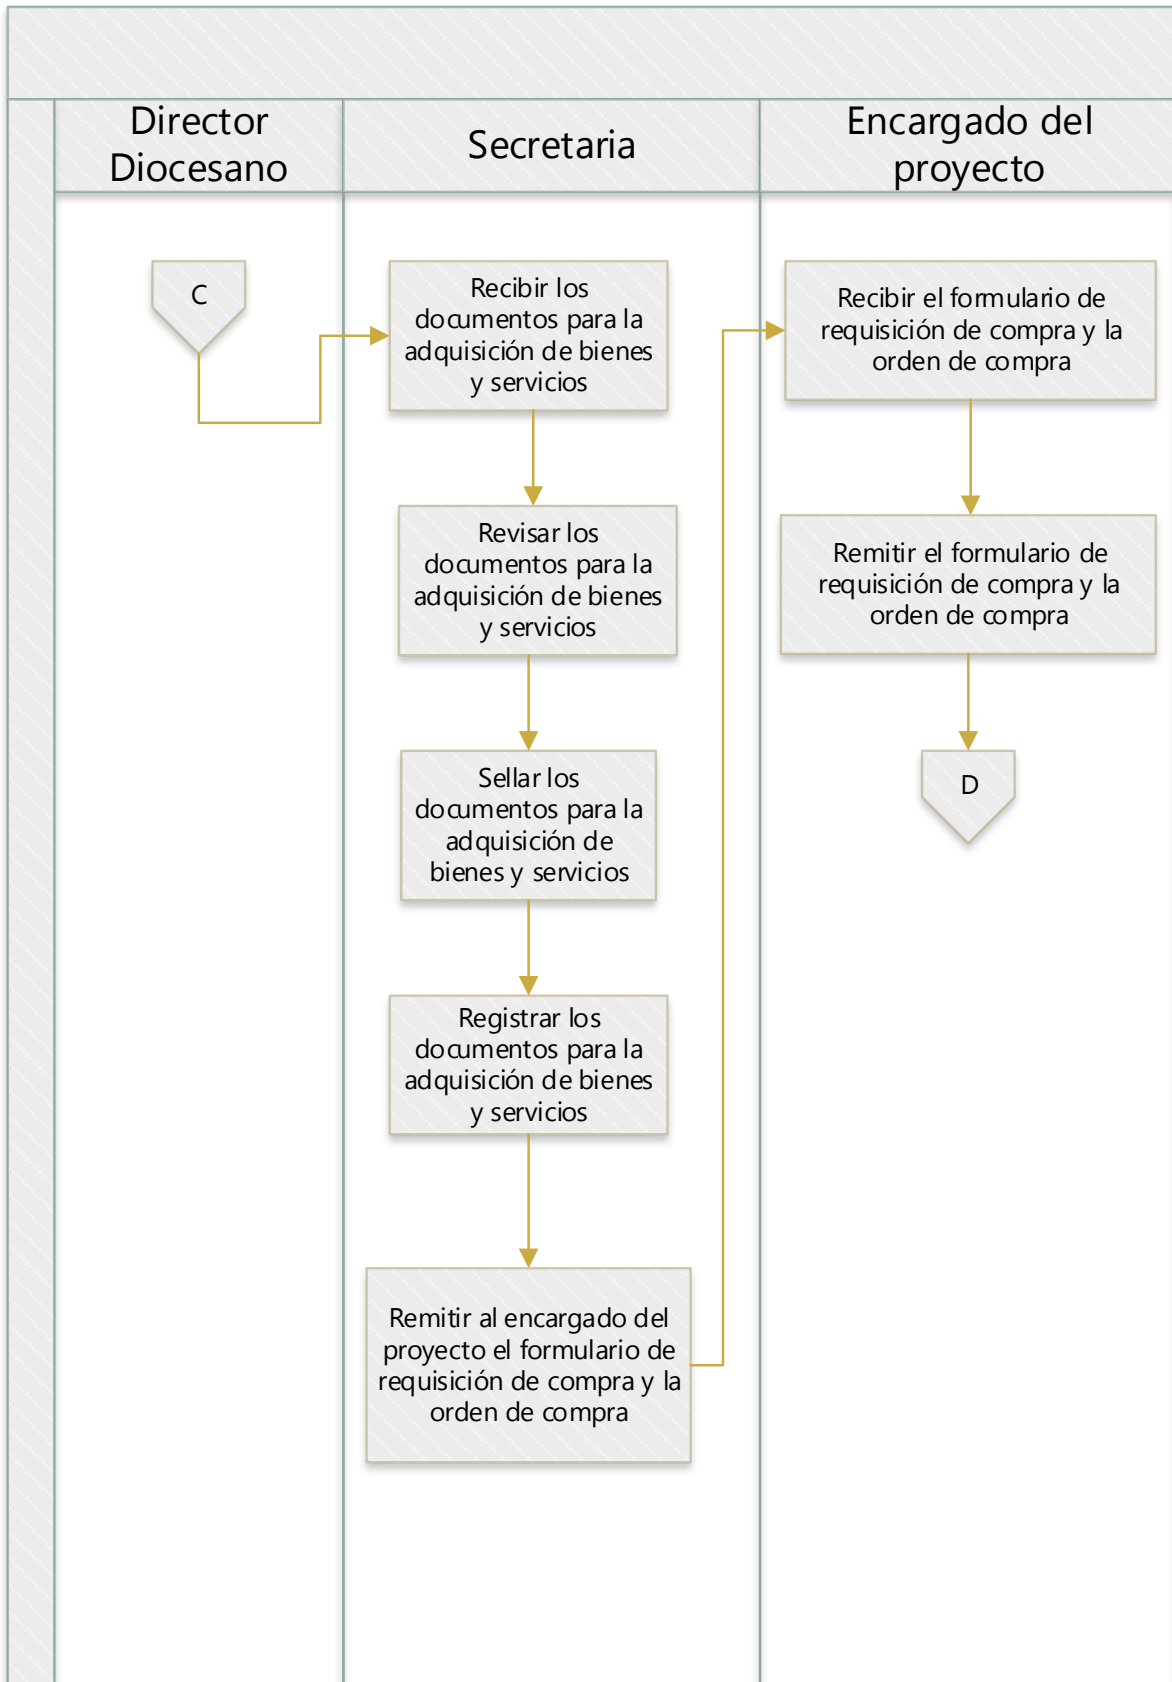 Director
Diocesano
Secretaria
Encargado del
proyecto
C
Recibir los
documentos para la
adquisición de bienes
y servicios
Revisar los
documentos para la
adquisición de bienes
y servicios
Sellar los
documentos para la
adquisición de
bienes y servicios
Registrar los
documentos para la
adquisición de bienes
y servicios
Remitir al encargado del
proyecto el formulario de
requisición de compra y la
orden de compra
Recibir el formulario de
requisición de compra y la
orden de compra
Remitir el formulario de
requisición de compra y la
orden de compra
D